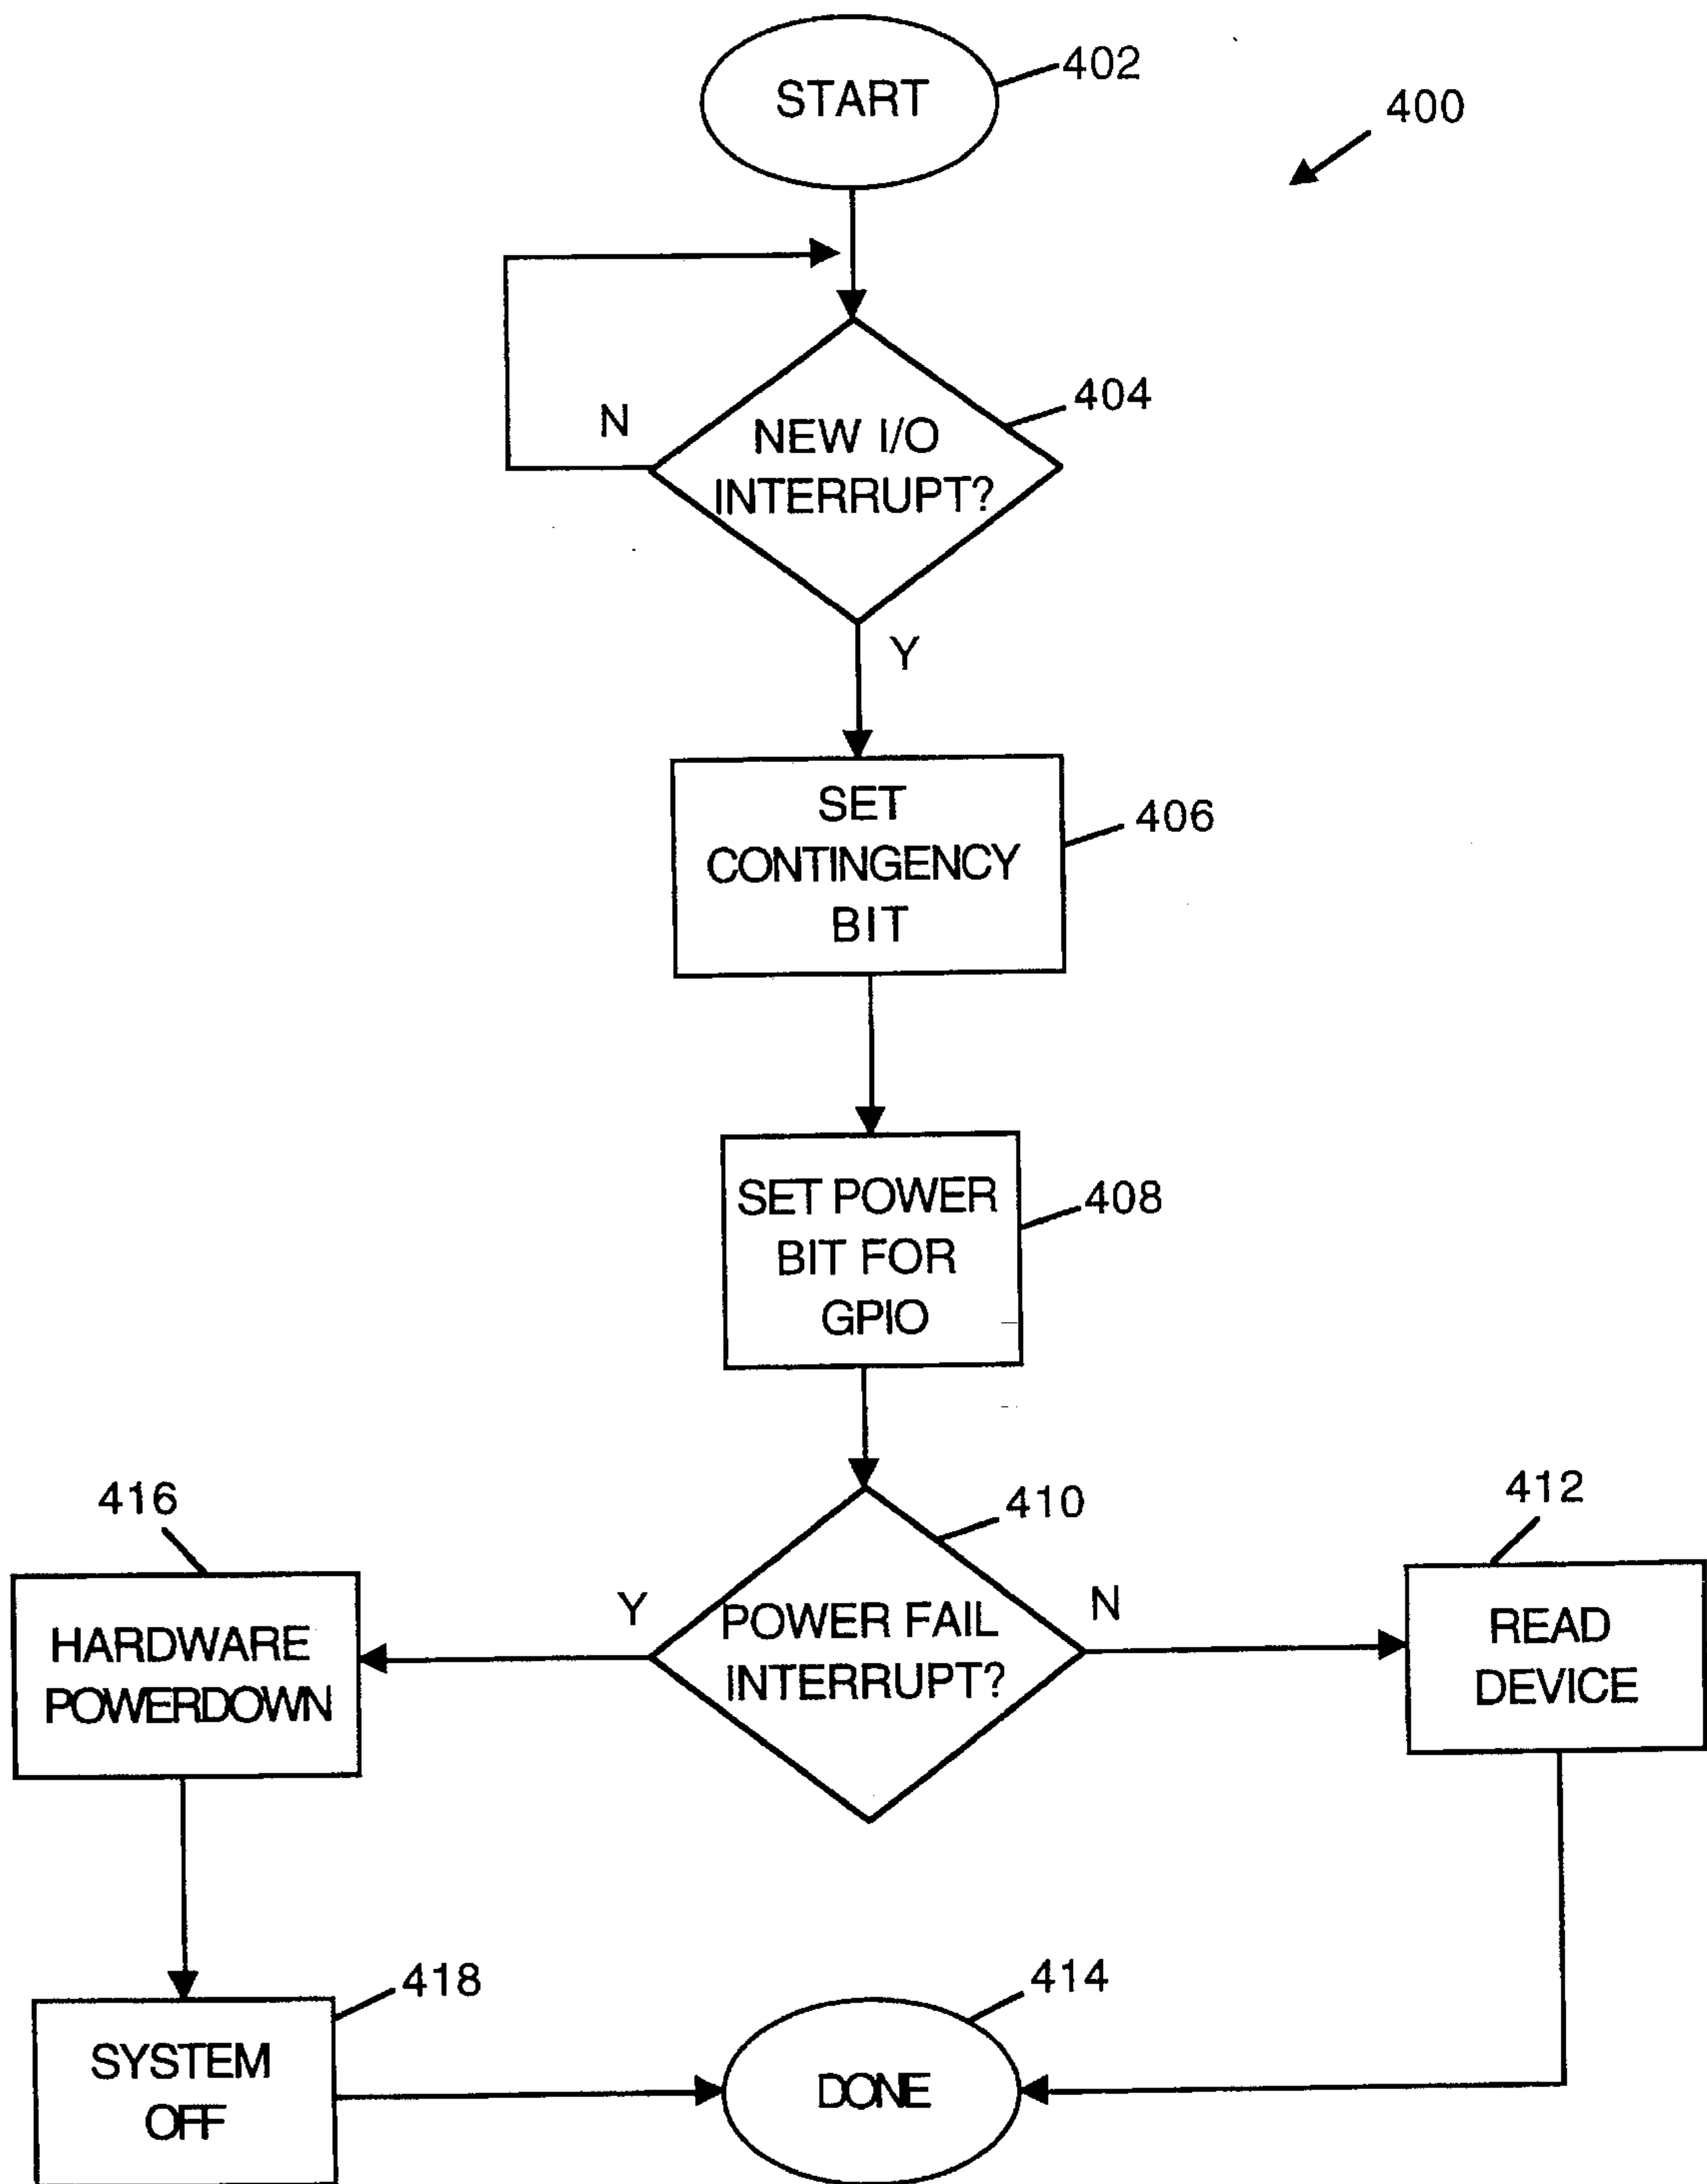 START
402
400
N
NEW I/O
INTERRUPT?
404
Y
SET
CONTINGENCY
BIT
406
SET POWER
BIT FOR
GPIO
408
416
410
412
HARDWARE
POWERDOWN
Y
POWER FAIL
INTERRUPT?
N
READ
DEVICE
418
414
SYSTEM
OFF
DONE